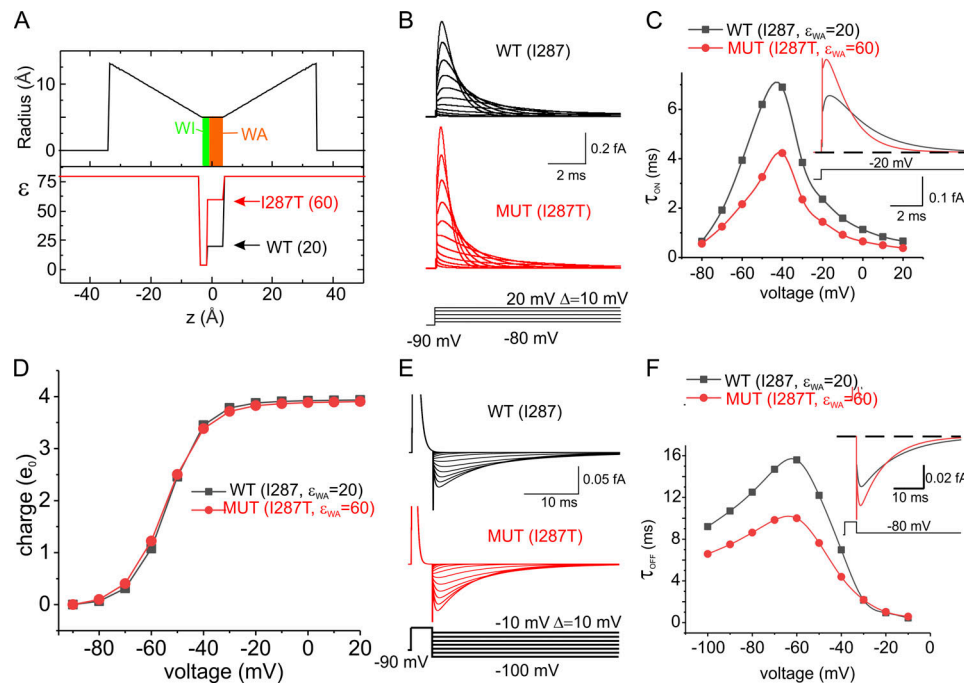 A
Radius (Å)
10
5
0
WI
WA
ε
75
50
25
0
I287T (60)
WT (20)
-40 -20 0 20 40
z (Å)
B
WT (I287)
0.2 fA
2 ms
MUT (I287T)
20 mV Δ=10 mV
-90 mV
-80 mV
C
WT (I287, εWA=20)
MUT (I287T, εWA=60)
τON (ms)
6
4
2
0
-20 mV
0.1 fA
2 ms
-80 -60 -40 -20 0 20
voltage (mV)
D
charge (e0)
4
3
2
1
0
WT (I287, εWA=20)
MUT (I287T, εWA=60)
-80 -60 -40 -20 0 20
voltage (mV)
E
WT (I287)
0.05 fA
10 ms
MUT (I287T)
-10 mV Δ=10 mV
-90 mV
-100 mV
F
WT (I287, εWA=20)
MUT (I287T, εWA=60)
τOFF (ms)
16
12
8
4
0
0.02 fA
10 ms
-80 mV
-100 -80 -60 -40 -20 0
voltage (mV)